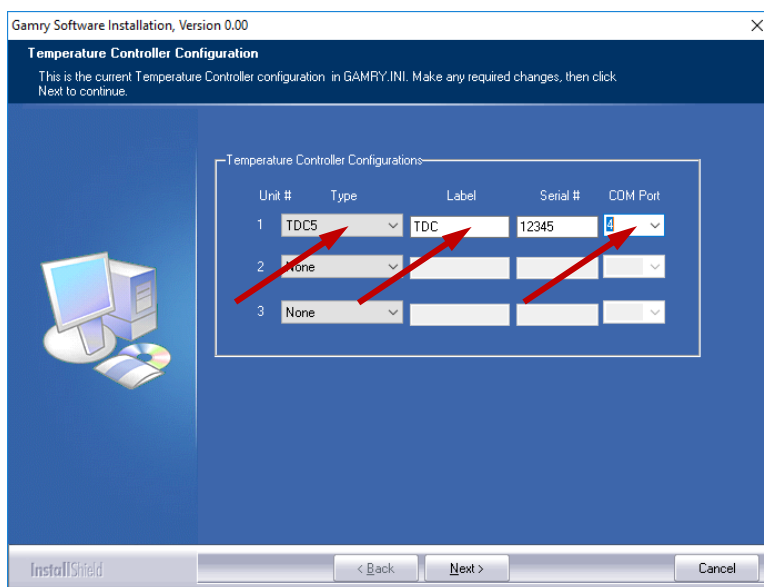 Gamry Software Installation, Version 0.00
Temperature Controller Configuration
This is the current Temperature Controller configuration in GAMRY.INI. Make any required changes, then click
Next to continue.
Temperature Controller Configurations
Unit # Type Label Serial # COM Port
1 TDC5 TDC 12345 4
2 None
3 None
InstallShield
< Back Next > Cancel